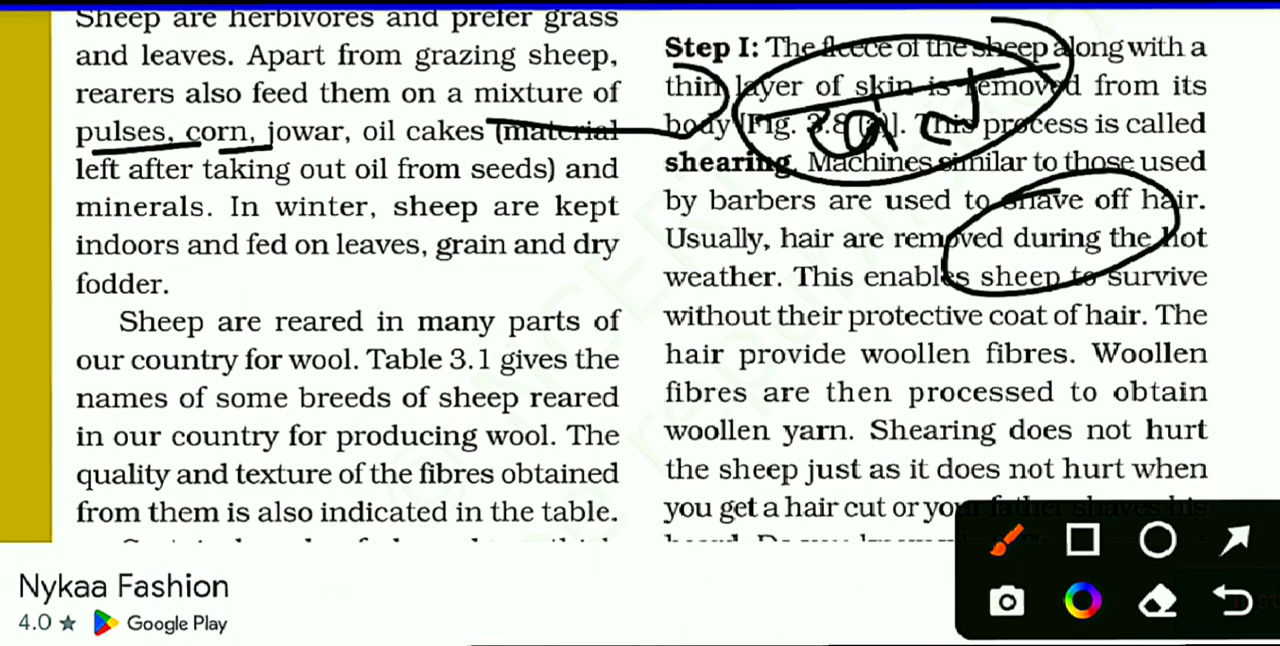 Sheep are herbivores and prefer grass
and leaves. Apart from grazing sheep,
rearers also feed them on a mixture of
pulses, corn, jowar, oil cakes (material
left after taking out oil from seeds) and
minerals. In winter, sheep are kept
indoors and fed on leaves, grain and dry
fodder.
Sheep are reared in many parts of
our country for wool. Table 3.1 gives the
names of some breeds of sheep reared
in our country for producing wool. The
quality and texture of the fibres obtained
from them is also indicated in the table.
Step I: The fleece of the sheep along with a
thin layer of skin is removed from its
body [Fig. 3.8 (a)]. This process is called
shearing. Machines similar to those used
by barbers are used to shave off hair.
Usually, hair are removed during the hot
weather. This enables sheep to survive
without their protective coat of hair. The
hair provide woollen fibres. Woollen
fibres are then processed to obtain
woollen yarn. Shearing does not hurt
the sheep just as it does not hurt when
you get a hair cut or your father shaves his
Nykaa Fashion
4.0 ★ Google Play